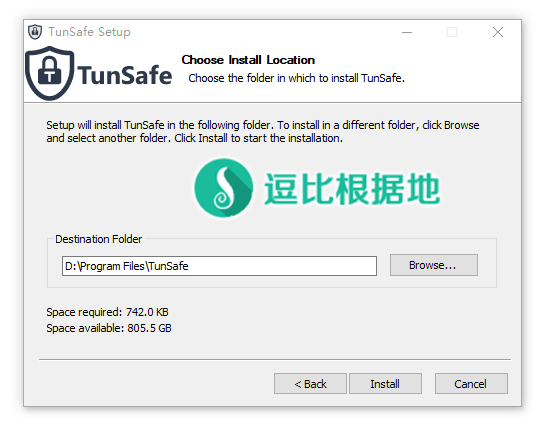 TunSafe Setup
TunSafe
Choose Install Location
Choose the folder in which to install TunSafe.
Setup will install TunSafe in the following folder. To install in a different folder, click Browse
and select another folder. Click Install to start the installation.
逗比根据地
Destination Folder
D:\Program Files\TunSafe
Browse...
Space required: 742.0 KB
Space available: 805.5 GB
< Back
Install
Cancel